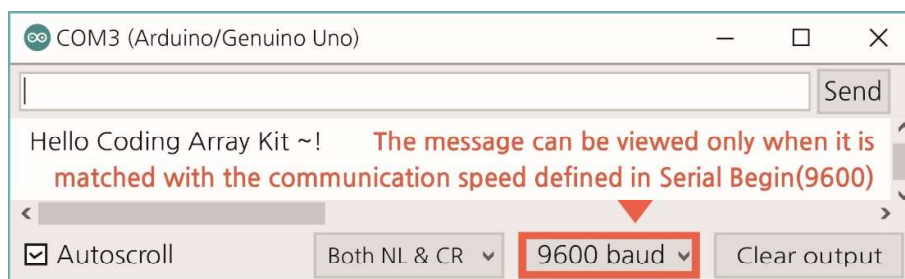 COM3 (Arduino/Genuino Uno)
Send
Hello Coding Array Kit ~! The message can be viewed only when it is
matched with the communication speed defined in Serial Begin(9600)
Autoscroll
Both NL & CR
9600 baud
Clear output